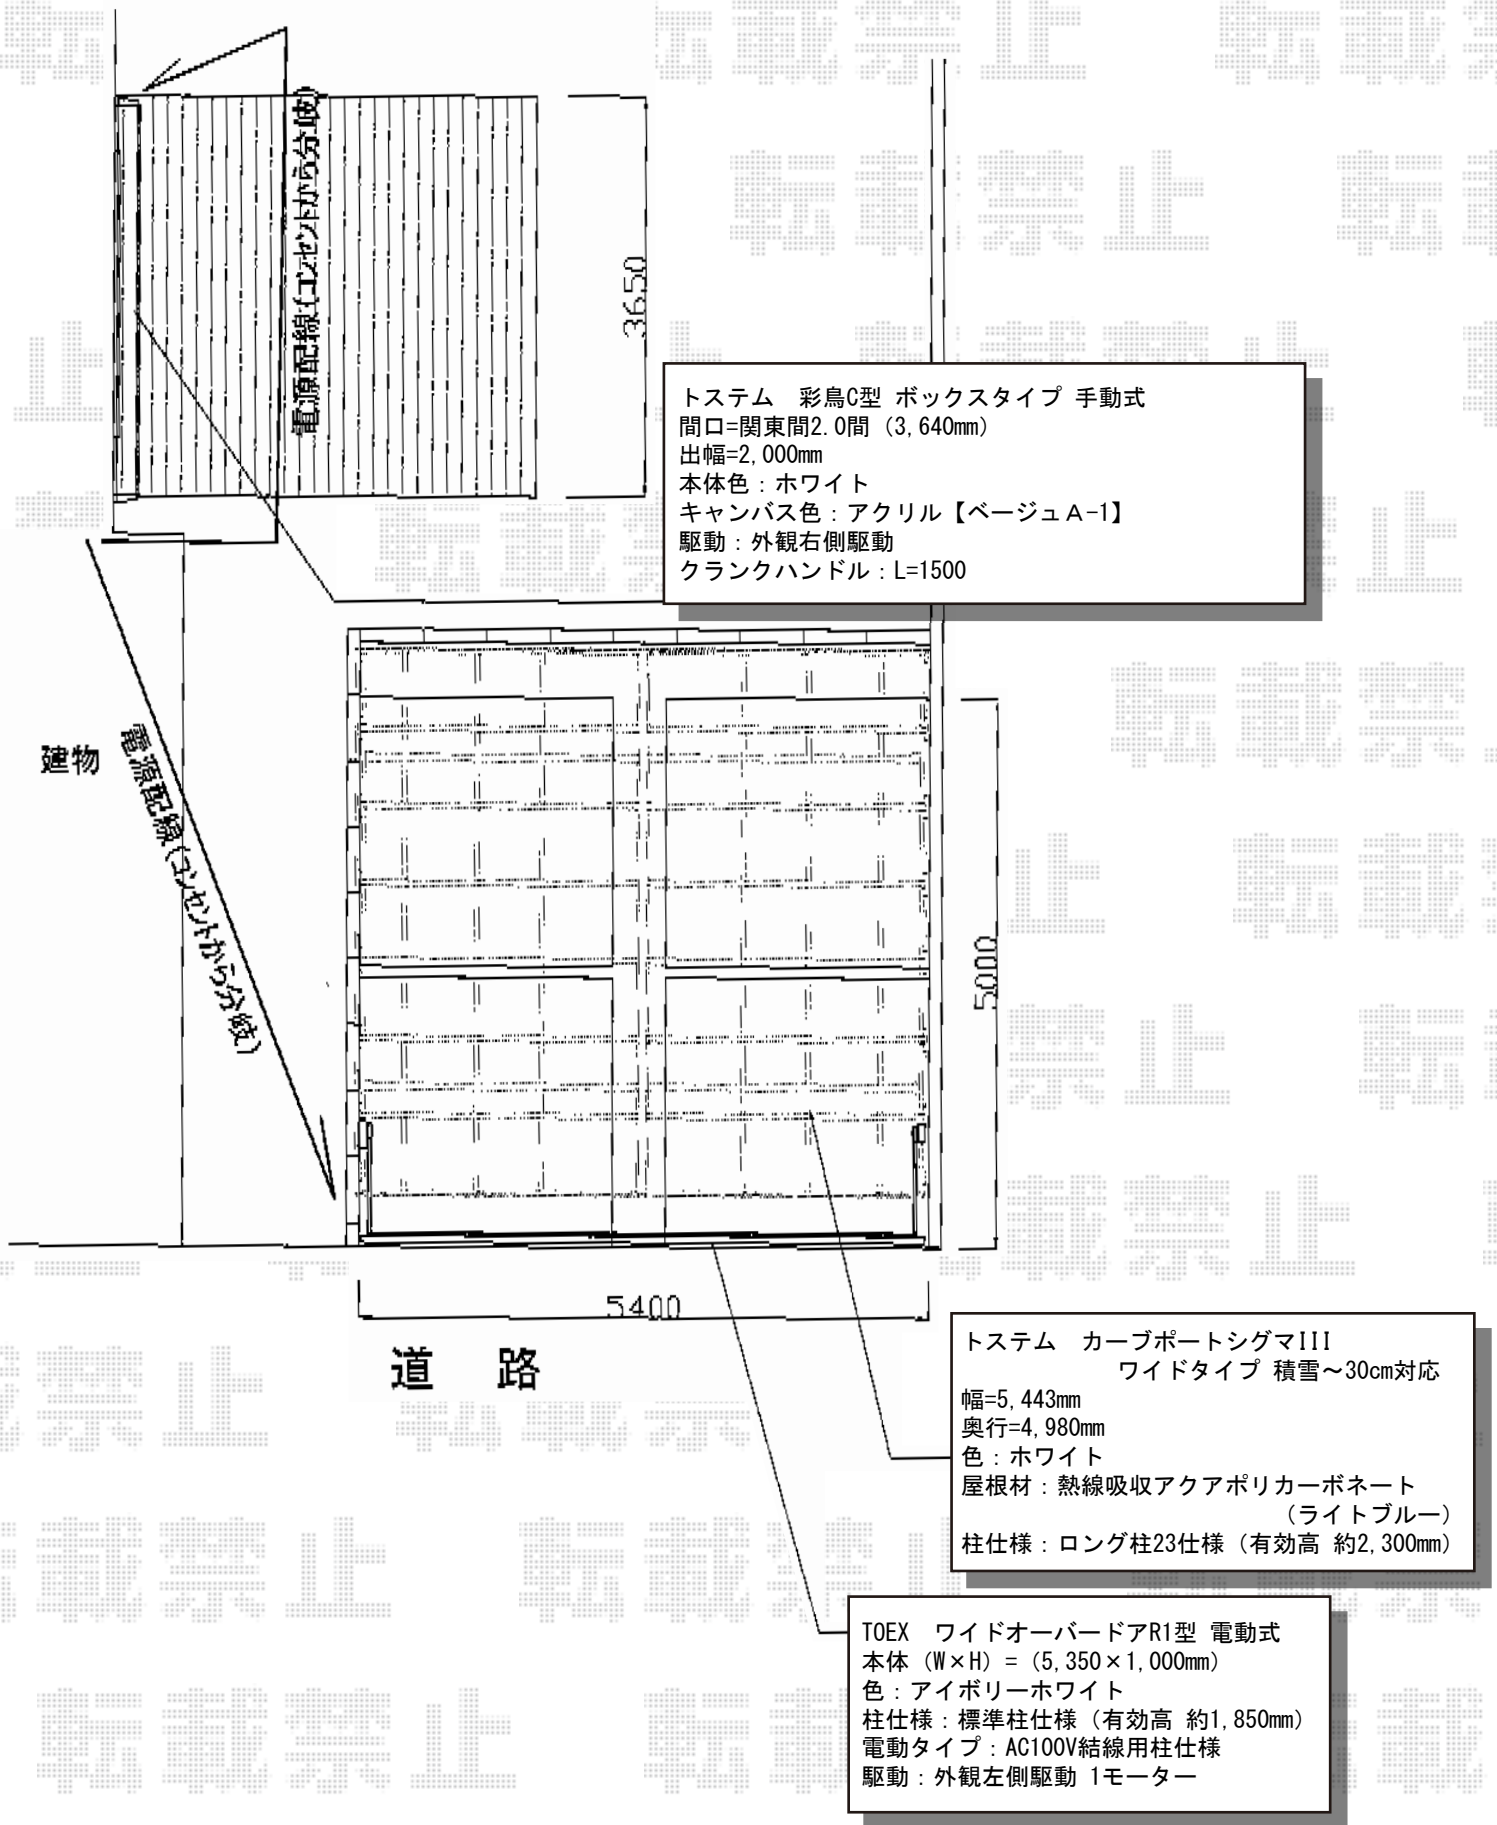 電源配線(コンセントから分岐)
3650
トステム 彩鳥C型 ボックスタイプ 手動式
間口=関東間2.0間（3,640mm）
出幅=2,000mm
本体色：ホワイト
キャンバス色：アクリル【ベージュA-1】
駆動：外観右側駆動
クランクハンドル：L=1500
建物
電源配線(コンセントから分岐)
5000
5400
道 路
トステム カーブポートシグマIII
ワイドタイプ 積雪～30cm対応
幅=5,443mm
奥行=4,980mm
色：ホワイト
屋根材：熱線吸収アクアポリカーボネート
（ライトブルー）
柱仕様：ロング柱23仕様（有効高 約2,300mm）
TOEX ワイドオーバードアR1型 電動式
本体（W×H）=（5,350×1,000mm）
色：アイボリーホワイト
柱仕様：標準柱仕様（有効高 約1,850mm）
電動タイプ：AC100V結線用柱仕様
駆動：外観左側駆動 1モーター
転載禁止